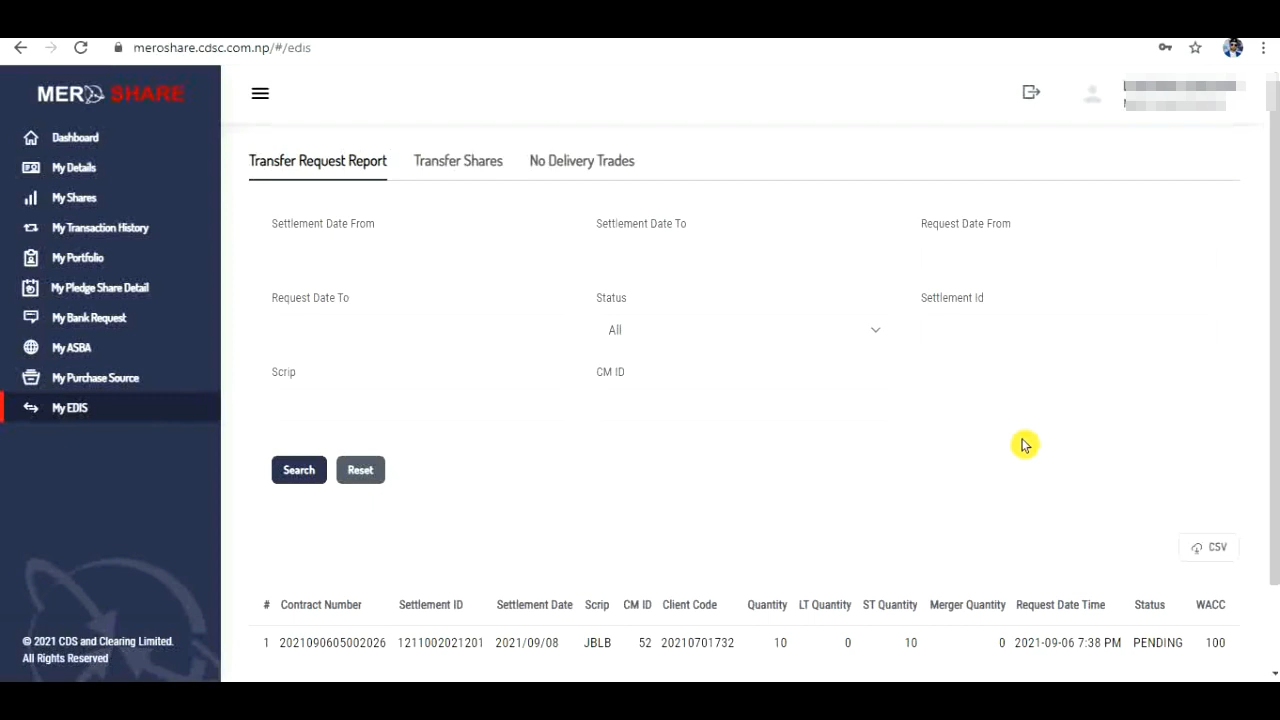 meroshare.cdsc.com.np/#/edis
MERO SHARE
Dashboard
My Details
My Shares
My Transaction History
My Portfolio
My Pledge Share Detail
My Bank Request
My ASBA
My Purchase Source
My EDIS
© 2021 CDS and Clearing Limited.
All Rights Reserved
Transfer Request Report Transfer Shares No Delivery Trades
Settlement Date From Settlement Date To Request Date From
Request Date To Status Settlement Id
All
Scrip CM ID
Search Reset
CSV
# Contract Number Settlement ID Settlement Date Scrip CM ID Client Code Quantity LT Quantity ST Quantity Merger Quantity Request Date Time Status WACC
1 2021090605002026 1211002021201 2021/09/08 JBLB 52 20210701732 10 0 10 0 2021-09-06 7:38 PM PENDING 100